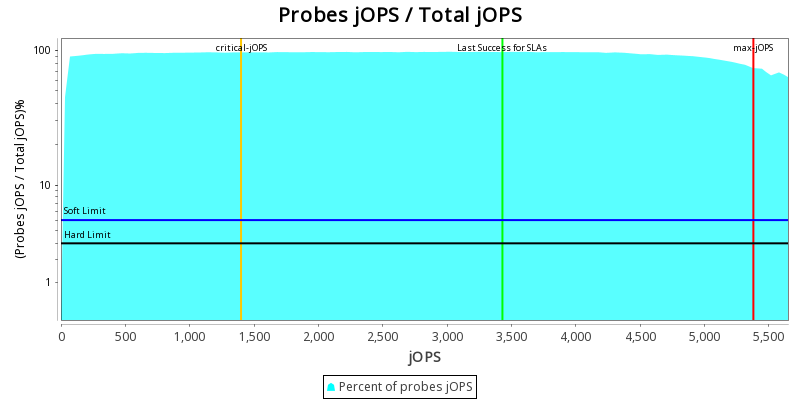 Probes jOPS / Total jOPS
critical-jOPS
Last Success for SLAs
max-jOPS
(Probes jOPS / Total jOPS)%
100
10
1
Soft Limit
Hard Limit
0
500
1,000
1,500
2,000
2,500
3,000
3,500
4,000
4,500
5,000
5,500
jOPS
Percent of probes jOPS